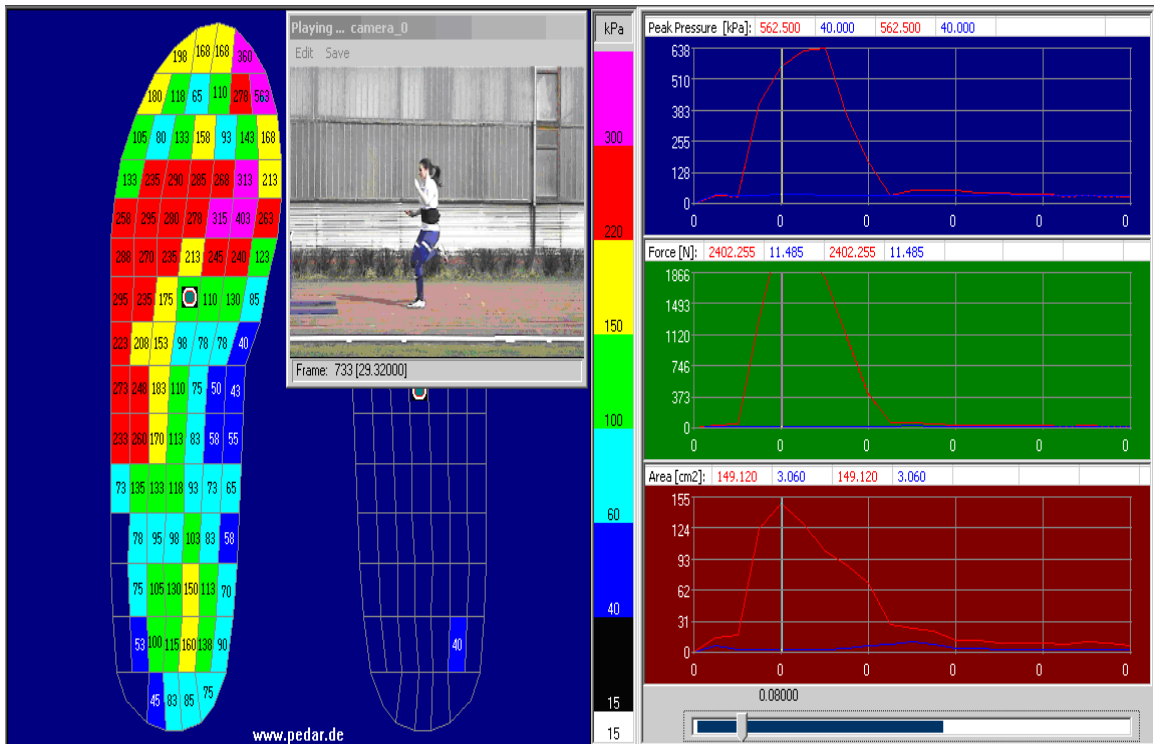 Playing ... camera_0
Edit Save
Frame: 733 [29.32000]
198 168 168 360
180 118 65 110 278 563
105 80 133 158 93 143 168
133 235 290 285 268 313 213
258 295 280 278 315 403 263
288 270 235 213 245 240 123
295 235 175 110 130 85
223 208 153 98 78 78 40
273 248 183 110 75 50 43
233 260 170 113 83 58 55
73 135 133 118 93 73 65
78 95 98 103 83 58
75 105 130 150 113 70
53 100 115 160 138 90
45 83 85 75
40
www.pedar.de
kPa
300
220
150
100
60
40
15
15
Peak Pressure [kPa]: 562.500 40.000 562.500 40.000
638
510
383
255
128
0
0 0 0 0 0 0
Force [N]: 2402.255 11.485 2402.255 11.485
1866
1493
1120
746
373
0
0 0 0 0 0 0
Area [cm2]: 149.120 3.060 149.120 3.060
155
124
93
62
31
0
0 0 0 0 0 0
0.08000